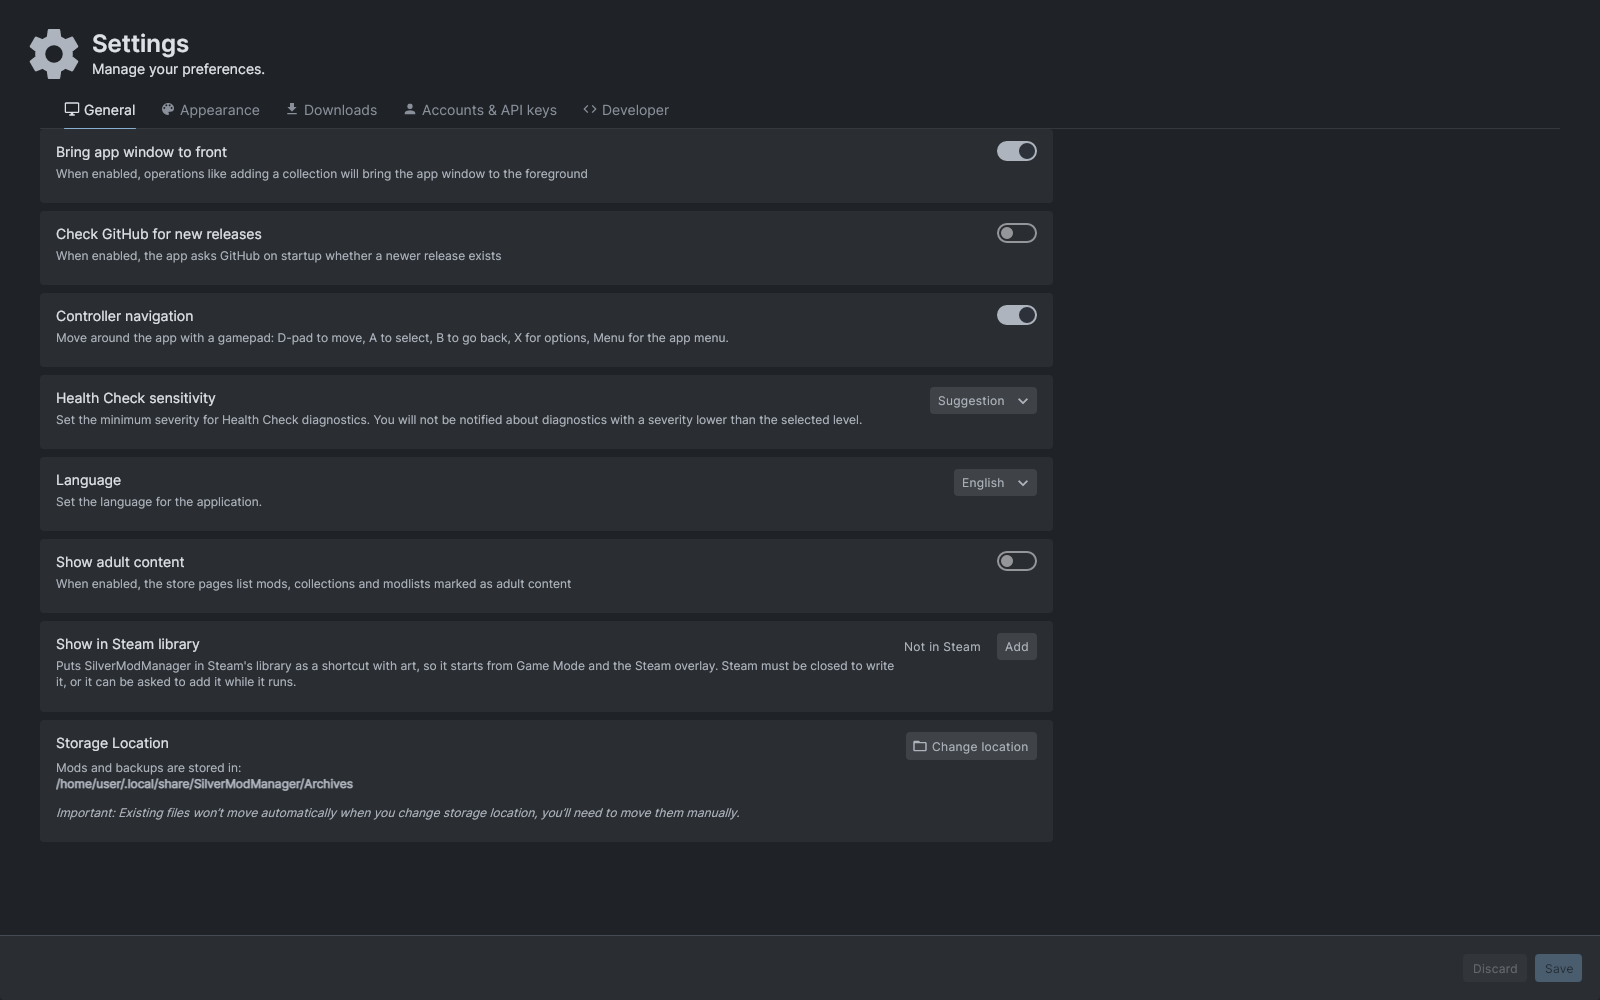 Settings
Manage your preferences.
General
Appearance
Downloads
Accounts & API keys
Developer
Bring app window to front
When enabled, operations like adding a collection will bring the app window to the foreground
Check GitHub for new releases
When enabled, the app asks GitHub on startup whether a newer release exists
Controller navigation
Move around the app with a gamepad: D-pad to move, A to select, B to go back, X for options, Menu for the app menu.
Health Check sensitivity
Suggestion
Set the minimum severity for Health Check diagnostics. You will not be notified about diagnostics with a severity lower than the selected level.
Language
English
Set the language for the application.
Show adult content
When enabled, the store pages list mods, collections and modlists marked as adult content
Show in Steam library
Not in Steam
Add
Puts SilverModManager in Steam's library as a shortcut with art, so it starts from Game Mode and the Steam overlay. Steam must be closed to write
it, or it can be asked to add it while it runs.
Storage Location
Change location
Mods and backups are stored in:
/home/user/.local/share/SilverModManager/Archives
Important: Existing files won’t move automatically when you change storage location, you’ll need to move them manually.
Discard
Save